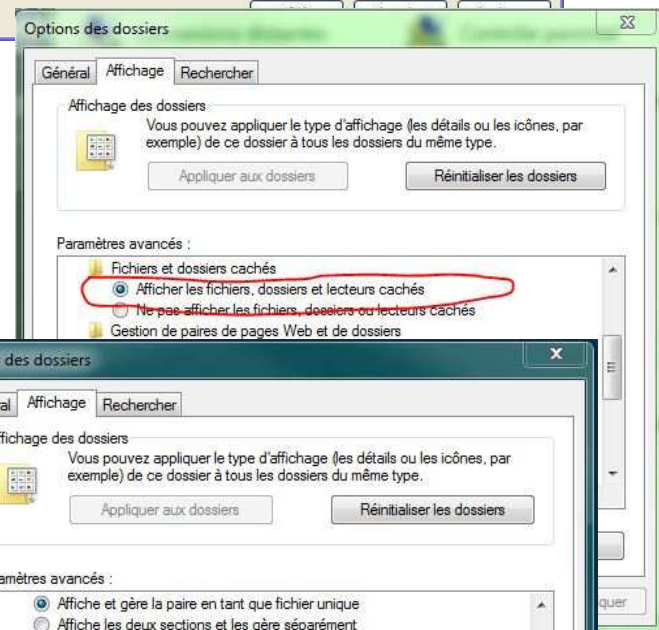 Options des dossiers
Général Affichage Rechercher
Affichage des dossiers
Vous pouvez appliquer le type d'affichage (les détails ou les icônes, par
exemple) de ce dossier à tous les dossiers du même type.
Appliquer aux dossiers Réinitialiser les dossiers
Paramètres avancés :
Fichiers et dossiers cachés
Afficher les fichiers, dossiers et lecteurs cachés
Ne pas afficher les fichiers, dossiers ou lecteurs cachés
Gestion de paires de pages Web et de dossiers
des dossiers
al Affichage Rechercher
ffichage des dossiers
Vous pouvez appliquer le type d'affichage (les détails ou les icônes, par
exemple) de ce dossier à tous les dossiers du même type.
Appliquer aux dossiers Réinitialiser les dossiers
amètres avancés :
Affiche et gère la paire en tant que fichier unique
quer
Affiche les deux sections et les gère séparément